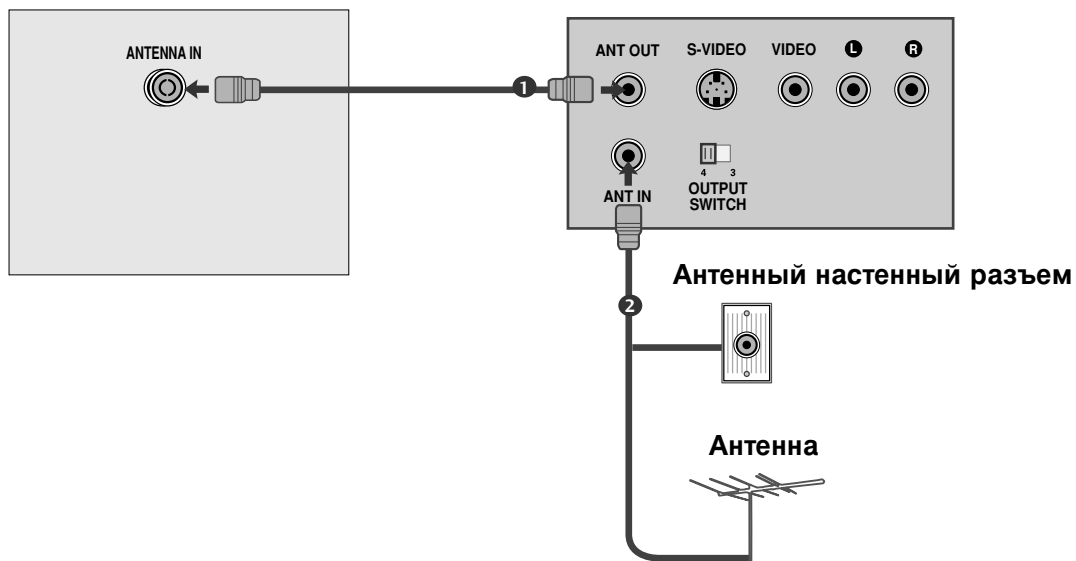 ANTENNA IN
ANT OUT S-VIDEO VIDEO L R
1
4 3
ANT IN
OUTPUT
SWITCH
2
Антенный настенный разъем
Антенна